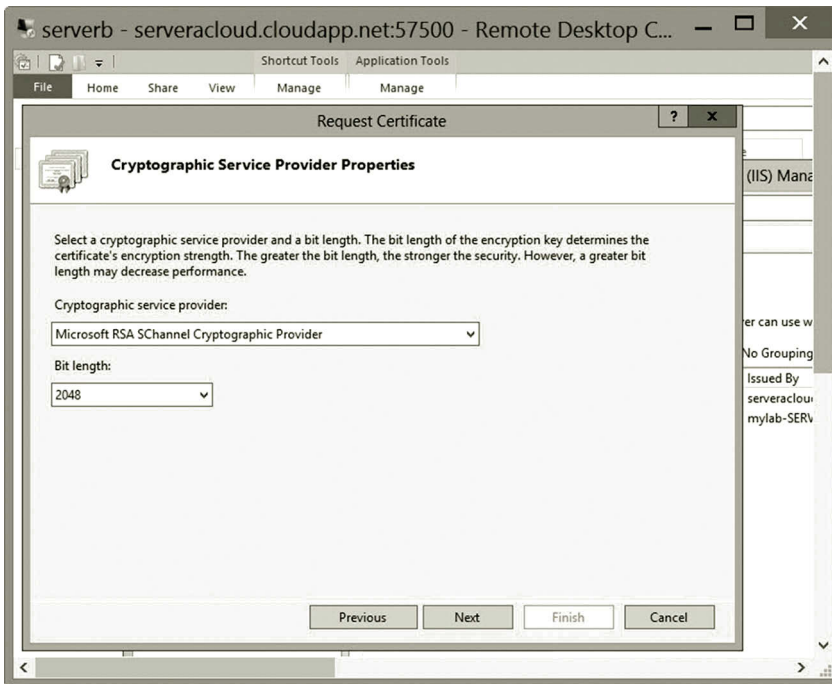 serverb - serveracloud.cloudapp.net:57500 - Remote Desktop C...
Shortcut Tools Application Tools
File Home Share View Manage Manage
Request Certificate ? x
Cryptographic Service Provider Properties
(IIS) Mana
Select a cryptographic service provider and a bit length. The bit length of the encryption key determines the
certificate's encryption strength. The greater the bit length, the stronger the security. However, a greater bit
length may decrease performance.
Cryptographic service provider:
er can use w
Microsoft RSA SChannel Cryptographic Provider
No Grouping
Bit length:
Issued By
2048
serveraclou
mylab-SERV
Previous Next Finish Cancel